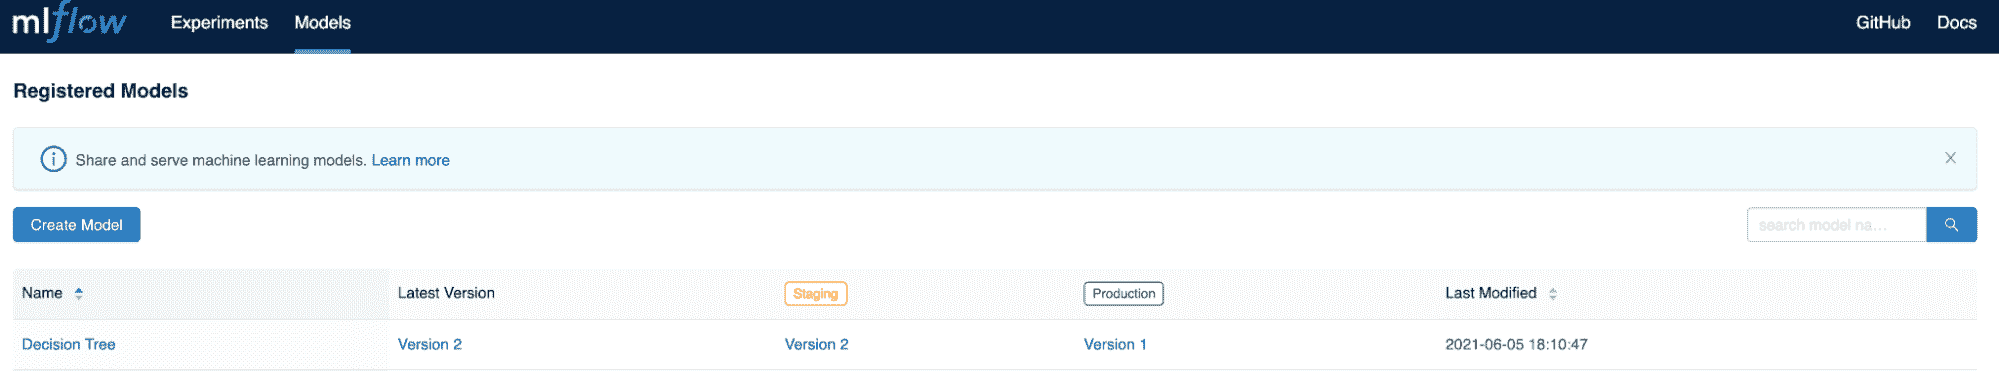 mlflow Experiments Models GitHub Docs
Registered Models
Share and serve machine learning models. Learn more
Create Model search model na...
Name Latest Version Staging Production Last Modified
Decision Tree Version 2 Version 2 Version 1 2021-06-05 18:10:47